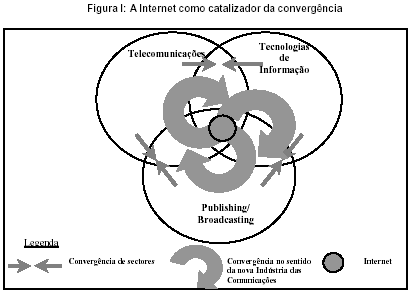 Figura I: A Internet como catalizador da convergência
Telecomunicações
Tecnologias
de
Informação
Publishing/
Broadcasting
Legenda
Convergência de sectores
Convergência no sentido
da nova Indústria das
Comunicações
Internet